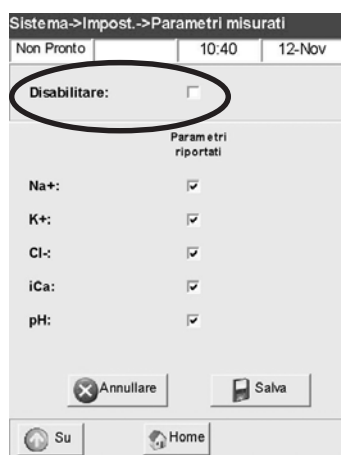 Sistema->Impost.->Parametri misurati
Non Pronto 10:40 12-Nov
Disabilitare:
Parametri
riportati
Na+:
K+:
Cl-:
iCa:
pH:
Annullare Salva
Su Home